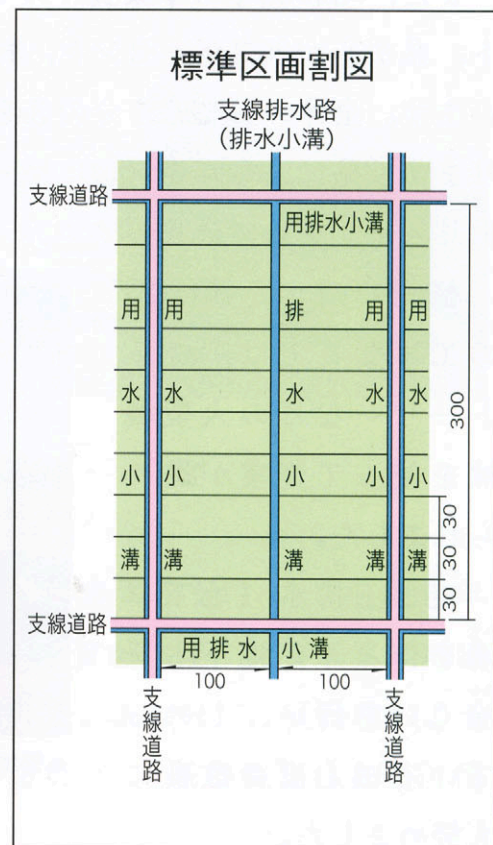 標準区画割図
支線排水路
(排水小溝)
支線道路
用排水小溝
用 用 排 用 用
水 水 水 水 水
小 小 小 小 小
溝 溝 溝 溝 溝
300
30
30
30
支線道路
用排水小溝
100 100
支線道路
支線道路